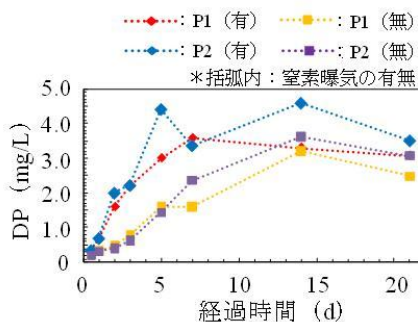 : P1 (有) : P1 (無)
: P2 (有) : P2 (無)
*括弧内：窒素曝気の有無
5.0
4.0
3.0
2.0
1.0
0
DP (mg/L)
0 5 10 15 20
経過時間 (d)